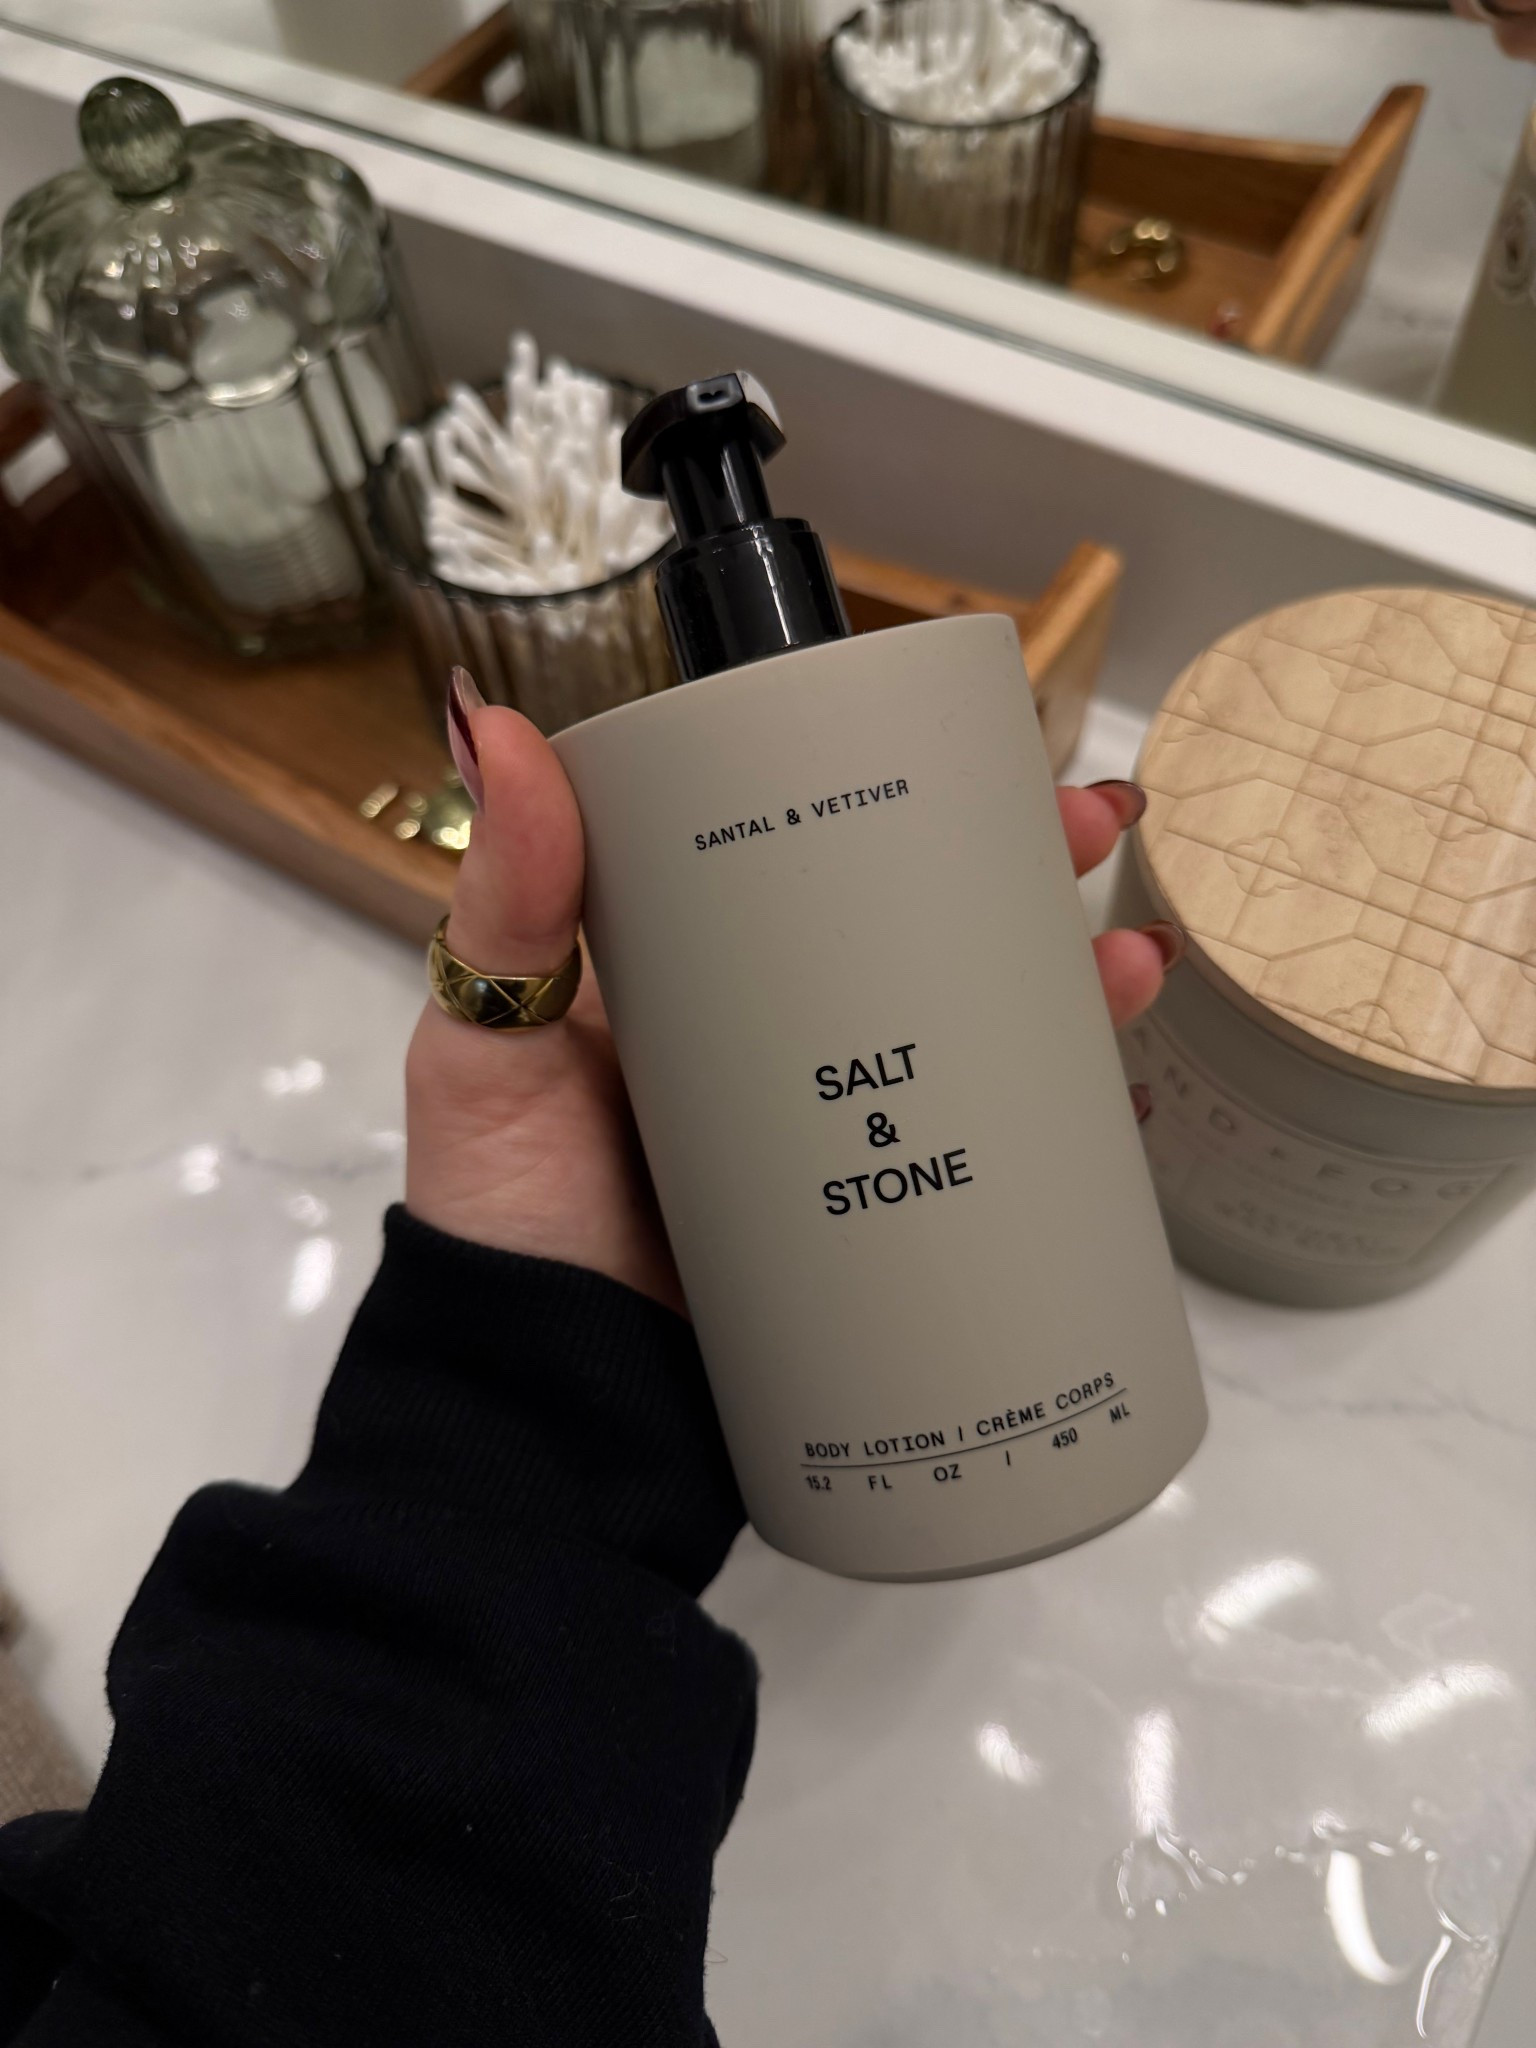 SANTAL & VETIVER
SALT
&
STONE
BODY LOTION / CRÈME CORPS
15.2 FL OZ / 450 ML